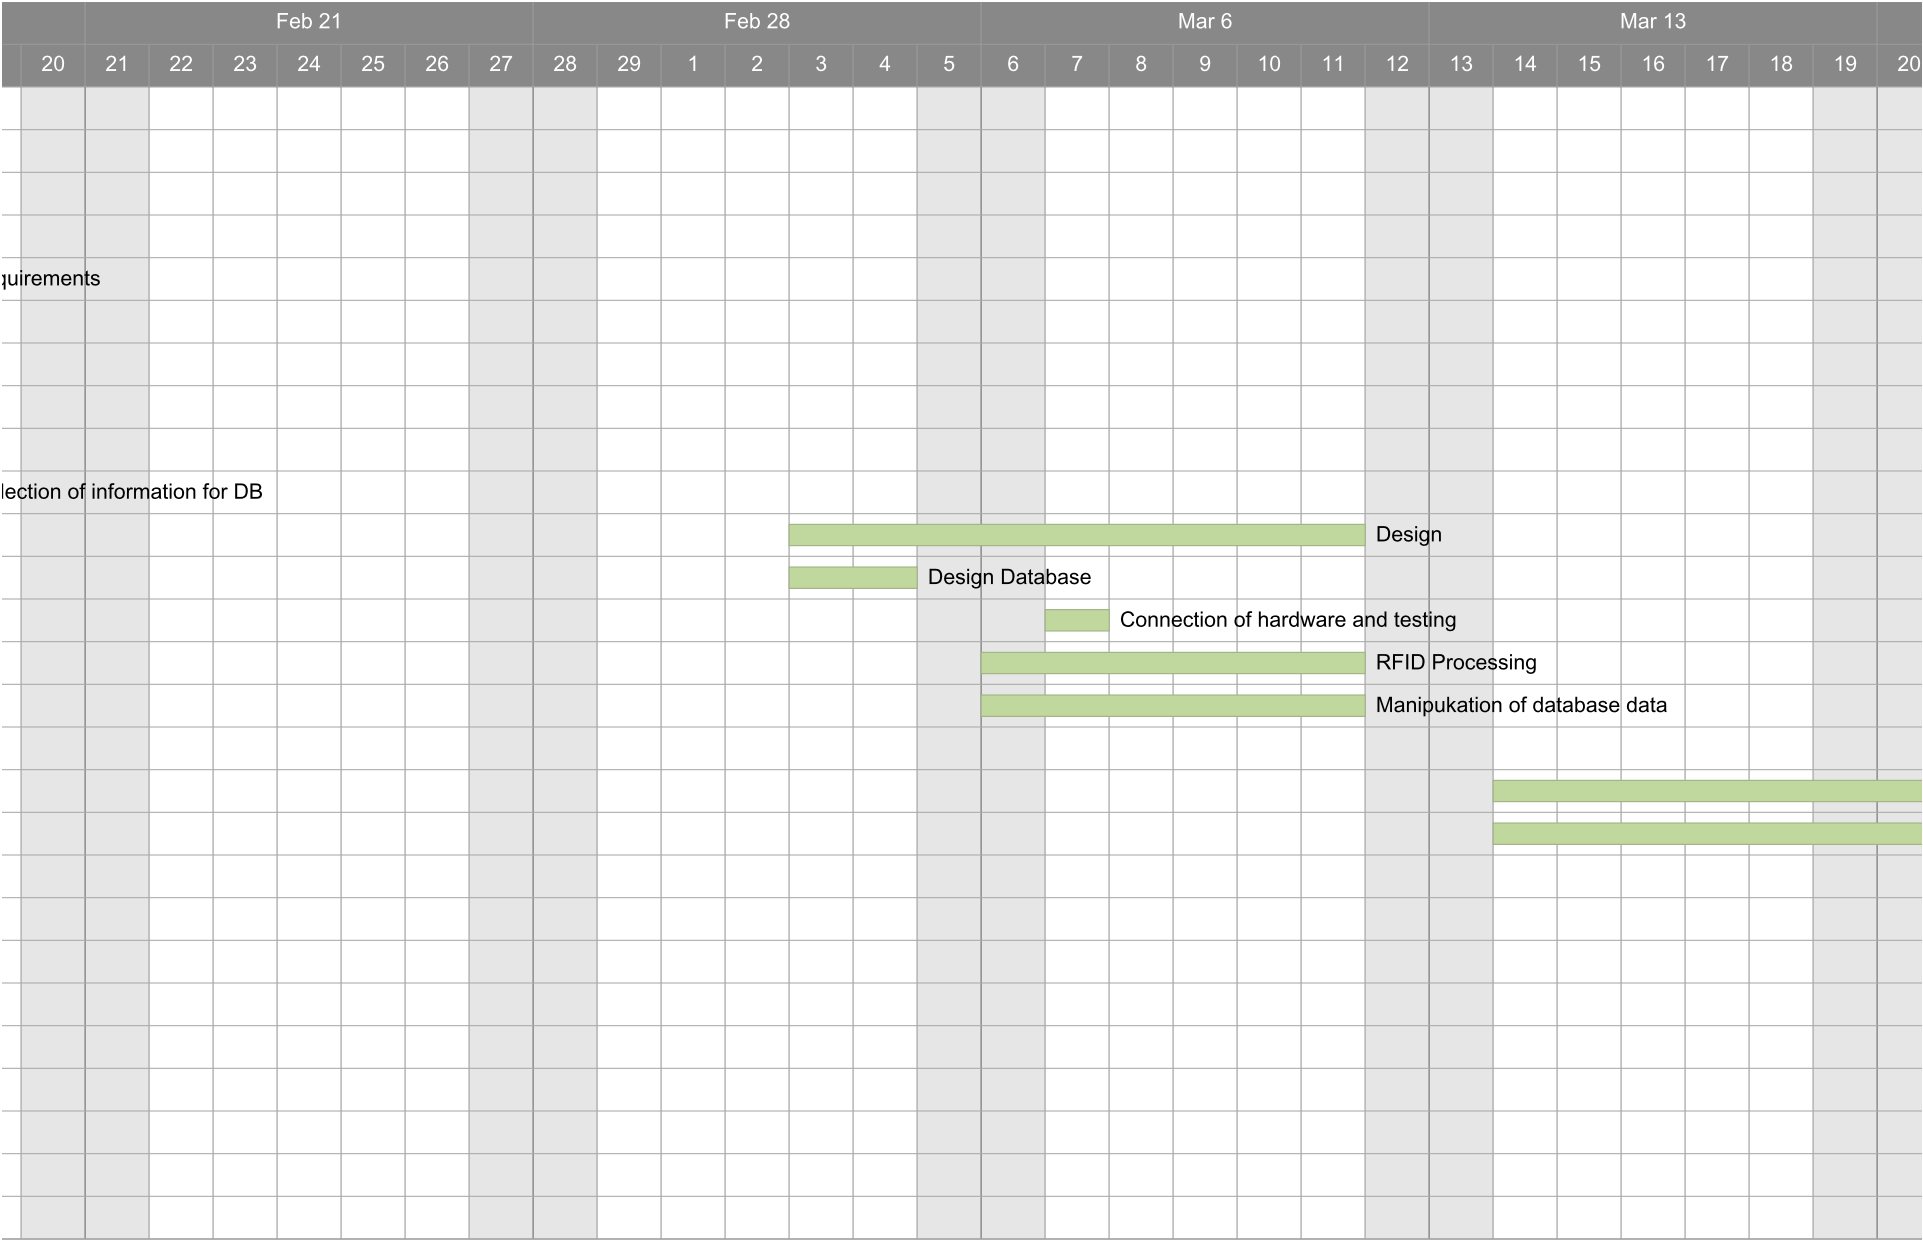 Feb 21 Feb 28 Mar 6 Mar 13
20 21 22 23 24 25 26 27 28 29 1 2 3 4 5 6 7 8 9 10 11 12 13 14 15 16 17 18 19 20
quirements
lection of information for DB
Design
Design Database
Connection of hardware and testing
RFID Processing
Manipukation of database data